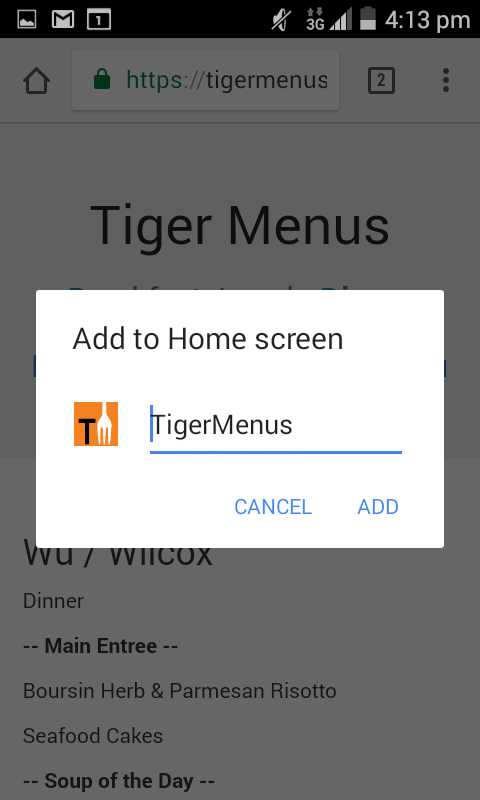 1
3G
4:13 pm
https://tigermenus
2
Tiger Menus
Add to Home screen
T
TigerMenus
CANCEL
ADD
Wu / Wilcox
Dinner
-- Main Entree --
Boursin Herb & Parmesan Risotto
Seafood Cakes
-- Soup of the Day --